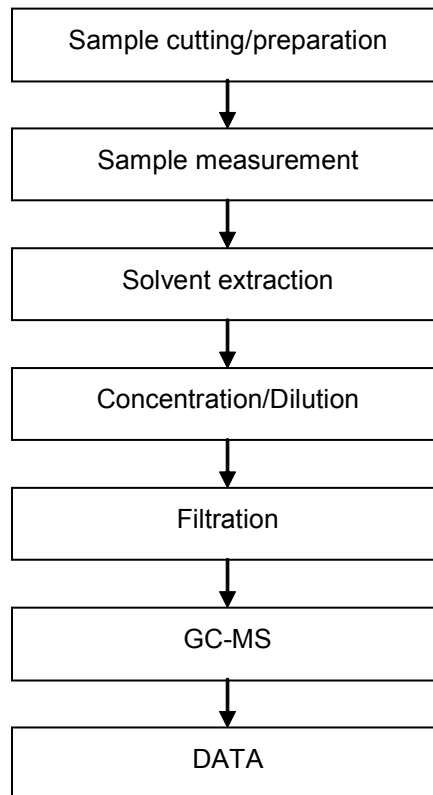 Sample cutting/preparation
Sample measurement
Solvent extraction
Concentration/Dilution
Filtration
GC-MS
DATA